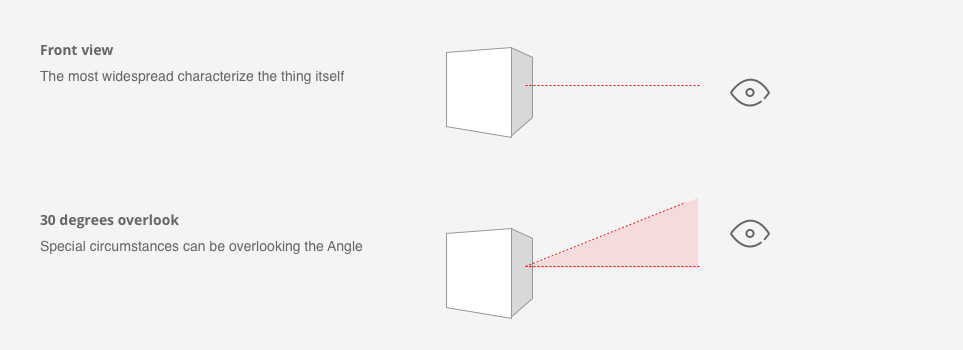 Front view
The most widespread characterize the thing itself
30 degrees overlook
Special circumstances can be overlooking the Angle